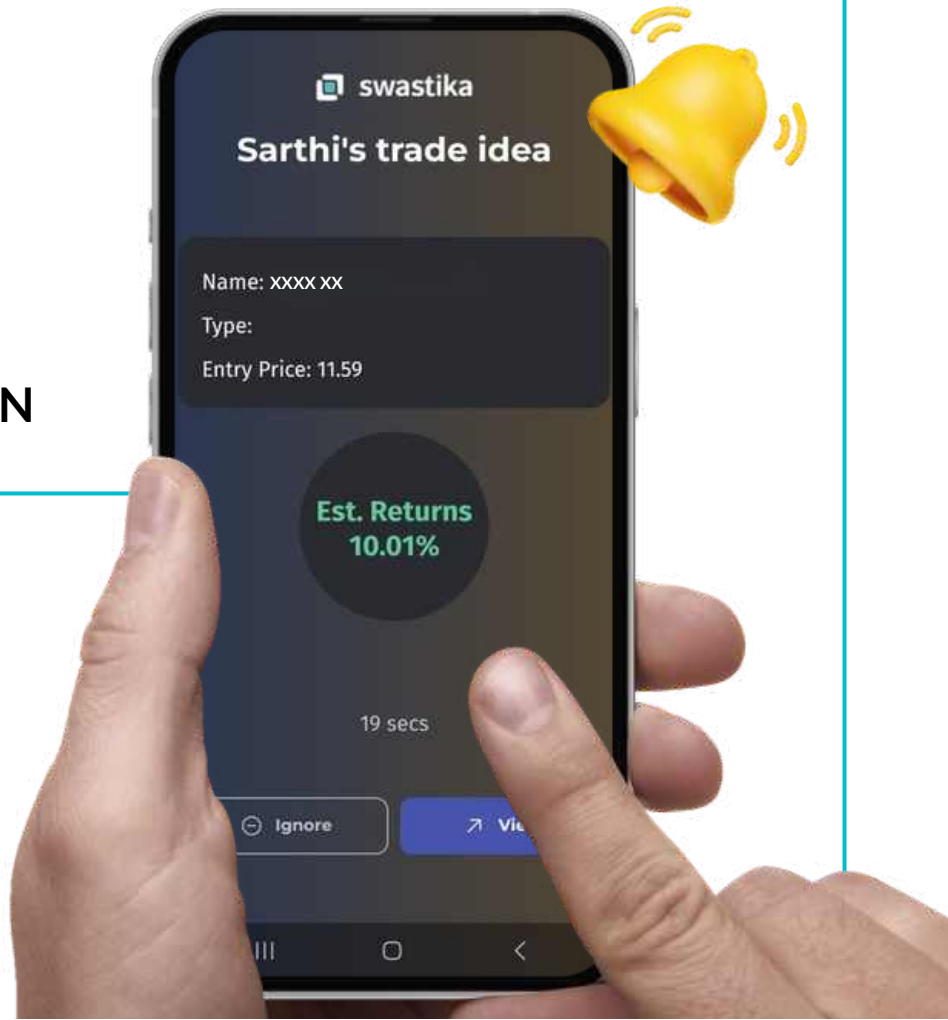 swastika
Sarthi's trade idea
Name: xxxx xx
Type:
Entry Price: 11.59
N
Est. Returns
10.01%
19 secs
Ignore